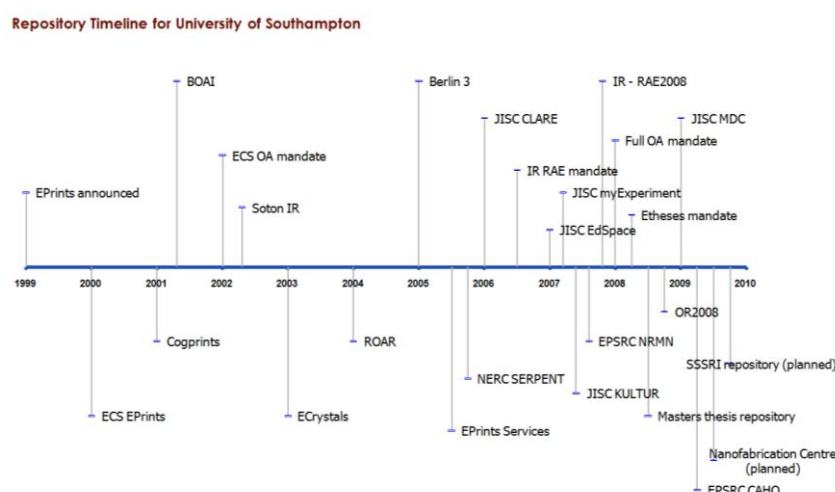 Repository Timeline for University of Southampton
BOAI
Berlin 3
IR - RAE2008
JISC CLARE
JISC MDC
Full OA mandate
ECS OA mandate
IR RAE mandate
EPrints announced
JISC myExperiment
Soton IR
Etheses mandate
JISC EdSpace
1999 2000 2001 2002 2003 2004 2005 2006 2007 2008 2009 2010
OR2008
Cogprints
ROAR
EPSRC NRMN
SSSRI repository (planned)
NERC SERPENT
JISC KULTUR
ECS EPrints
ECrystals
Masters thesis repository
EPrints Services
Nanofabrication Centre
(planned)
EPSRC CAHO